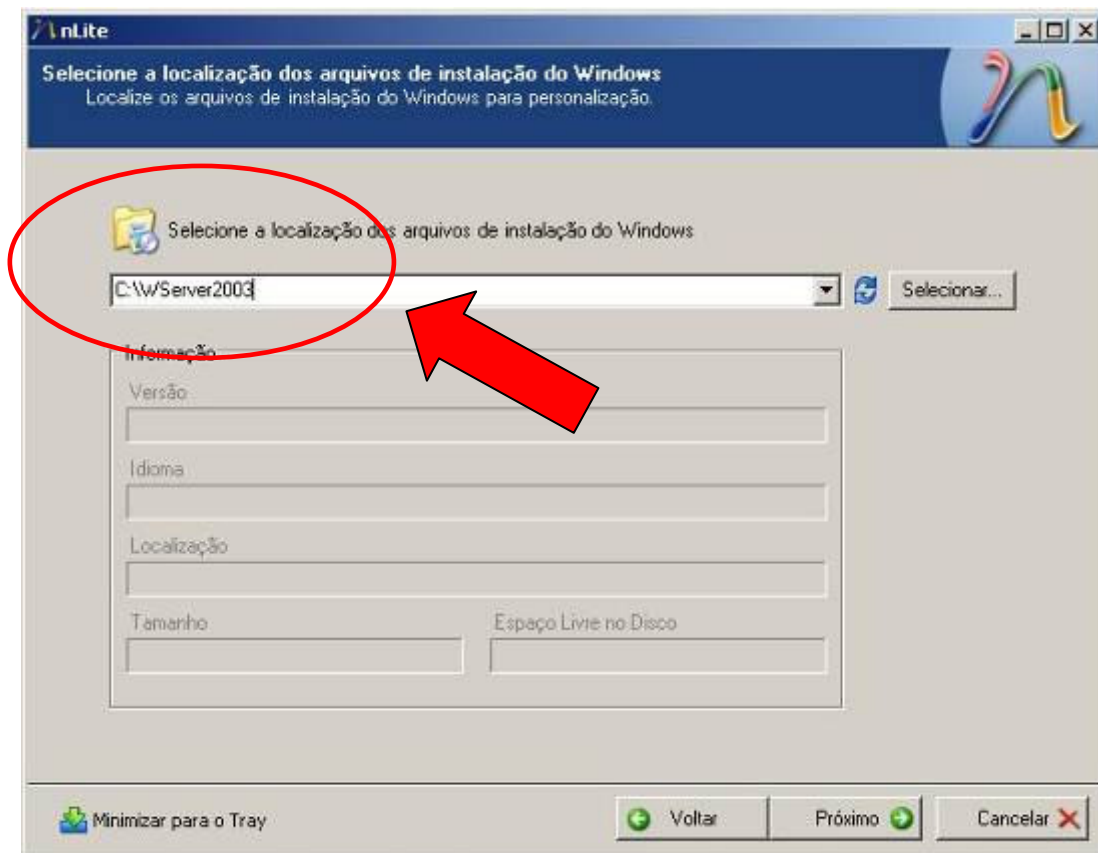 nLite
Selecione a localização dos arquivos de instalação do Windows
Localize os arquivos de instalação do Windows para personalização.
Selecione a localização dos arquivos de instalação do Windows
C:\WServer2003
Selecionar...
Informação
Versão
Idioma
Localização
Tamanho
Espaço Livre no Disco
Minimizar para o Tray
Voltar
Próximo
Cancelar